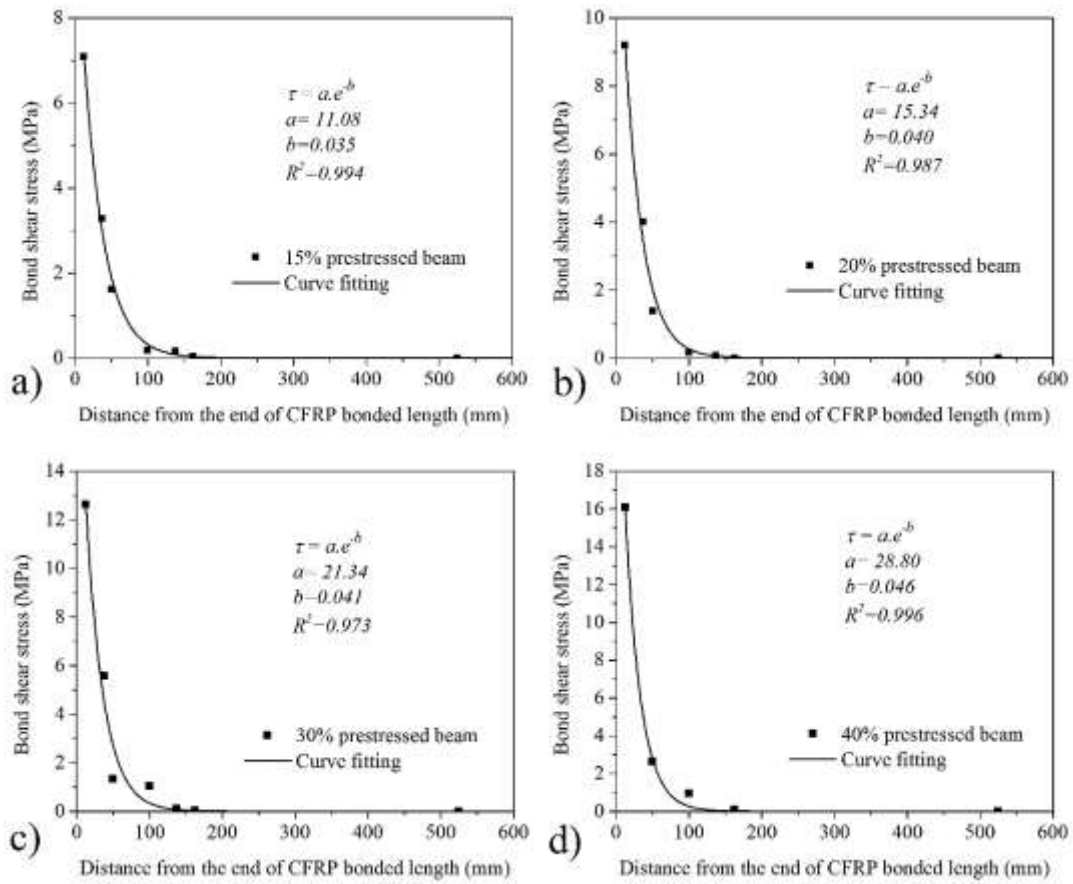 8
6
4
2
0
Bond shear stress (MPa)
τ = a.e^-b
a= 11.08
b=0.035
R²=0.994
15% prestressed beam
Curve fitting
0 100 200 300 400 500 600
a)
Distance from the end of CFRP bonded length (mm)
10
8
6
4
2
0
Bond shear stress (MPa)
τ = a.e^-b
a= 15.34
b=0.040
R²=0.987
20% prestressed beam
Curve fitting
0 100 200 300 400 500 600
b)
Distance from the end of CFRP bonded length (mm)
14
12
10
8
6
4
2
0
Bond shear stress (MPa)
τ = a.e^-b
a= 21.34
b=0.041
R²=0.973
30% prestressed beam
Curve fitting
0 100 200 300 400 500 600
c)
Distance from the end of CFRP bonded length (mm)
18
16
14
12
10
8
6
4
2
0
Bond shear stress (MPa)
τ = a.e^-b
a= 28.80
b=0.046
R²=0.996
40% prestressed beam
Curve fitting
0 100 200 300 400 500 600
d)
Distance from the end of CFRP bonded length (mm)